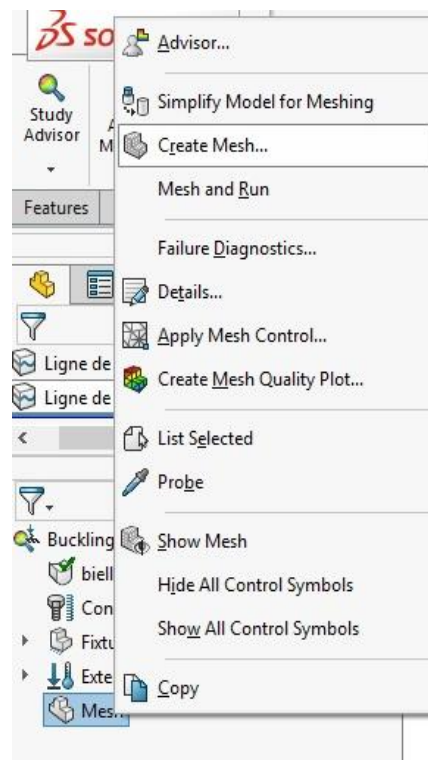 SO
Study
Advisor
A
M
Features
Ligne de
Ligne de
Buckling
biell
Con
Fixtu
Exte
Mesh
Advisor...
Simplify Model for Meshing
Create Mesh...
Mesh and Run
Failure Diagnostics...
Details...
Apply Mesh Control...
Create Mesh Quality Plot...
List Selected
Probe
Show Mesh
Hide All Control Symbols
Show All Control Symbols
Copy